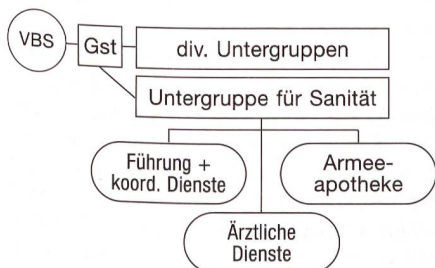 VBS
Gst
div. Untergruppen
Untergruppe für Sanität
Führung +
koord. Dienste
Armee-
apotheke
Ärztliche
Dienste